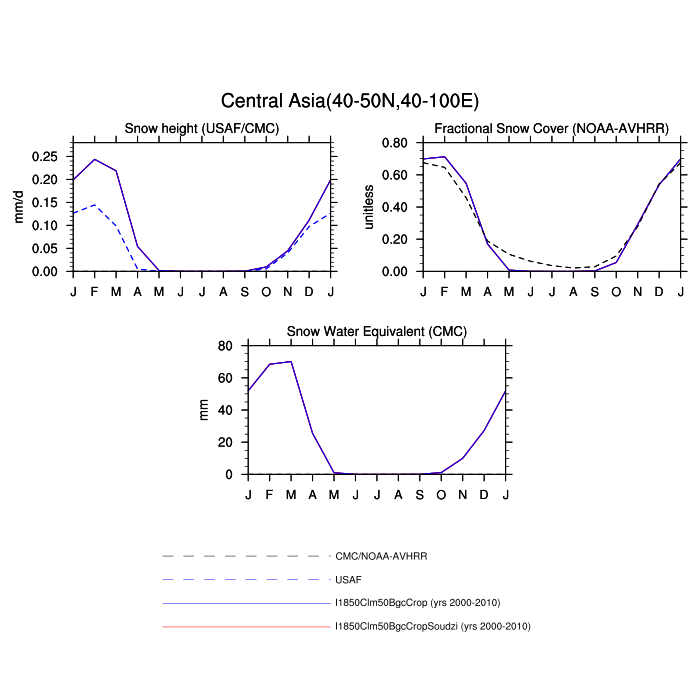 Central Asia(40-50N,40-100E)
Snow height (USAF/CMC)
mm/d
0.25
0.20
0.15
0.10
0.05
0.00
J F M A M J J A S O N D J
Fractional Snow Cover (NOAA-AVHRR)
unitless
0.80
0.60
0.40
0.20
0.00
J F M A M J J A S O N D J
Snow Water Equivalent (CMC)
mm
80
60
40
20
0
J F M A M J J A S O N D J
CMC/NOAA-AVHRR
USAF
I1850Clm50BgcCrop (yrs 2000-2010)
I1850Clm50BgcCropSoudzi (yrs 2000-2010)